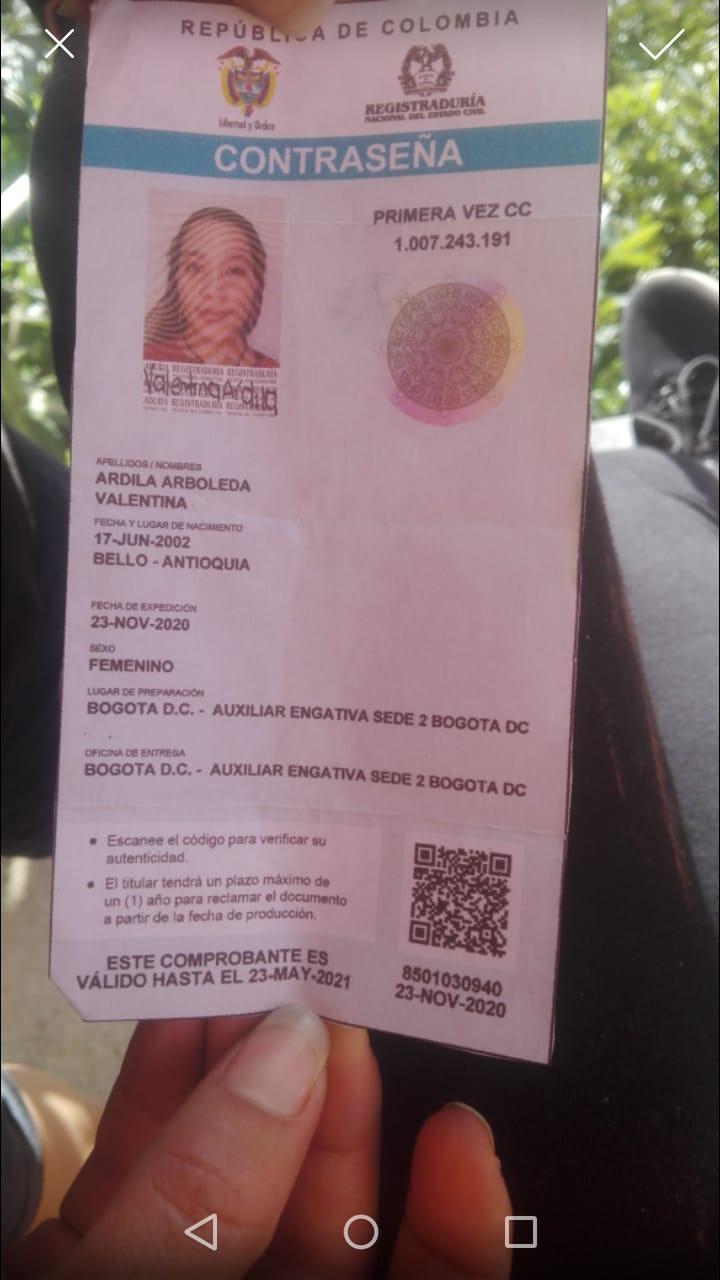 REPÚBLICA DE COLOMBIA
Libertad y Orden
REGISTRADURÍA
NACIONAL DEL ESTADO CIVIL
CONTRASEÑA
PRIMERA VEZ CC
1.007.243.191
REGISTRADURÍA REGISTRADURÍA
Valentina Ardila
REGISTRADURÍA
APELLIDOS / NOMBRES
ARDILA ARBOLEDA
VALENTINA
FECHA Y LUGAR DE NACIMIENTO
17-JUN-2002
BELLO - ANTIOQUIA
FECHA DE EXPEDICIÓN
23-NOV-2020
SEXO
FEMENINO
LUGAR DE PREPARACIÓN
BOGOTA D.C. - AUXILIAR ENGATIVA SEDE 2 BOGOTA DC
OFICINA DE ENTREGA
BOGOTA D.C. - AUXILIAR ENGATIVA SEDE 2 BOGOTA DC
• Escanee el código para verificar su
autenticidad.
• El titular tendrá un plazo máximo de
un (1) año para reclamar el documento
a partir de la fecha de producción.
ESTE COMPROBANTE ES
VÁLIDO HASTA EL 23-MAY-2021
8501030940
23-NOV-2020